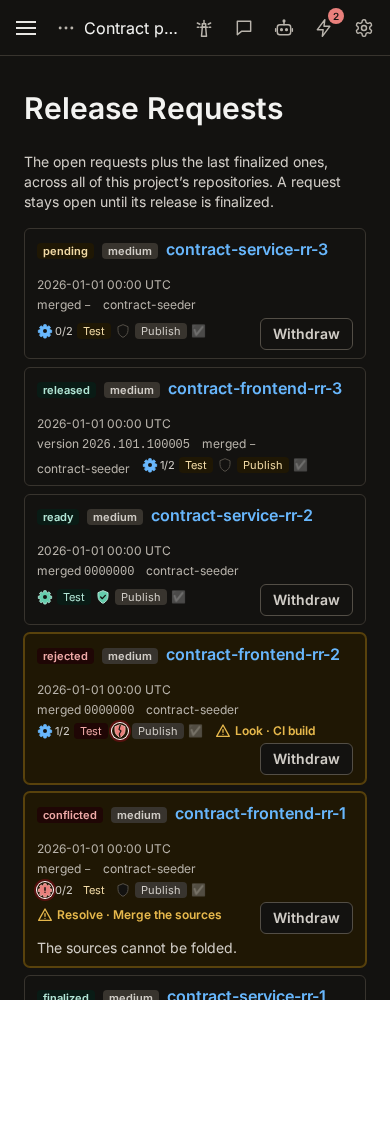 Contract p…
2
Release Requests
The open requests plus the last finalized ones,
across all of this project’s repositories. A request
stays open until its release is finalized.
pending medium contract-service-rr-3
2026-01-01 00:00 UTC
merged – contract-seeder
0/2 Test Publish
Withdraw
released medium contract-frontend-rr-3
2026-01-01 00:00 UTC
version 2026.101.100005 merged –
contract-seeder 1/2 Test Publish
ready medium contract-service-rr-2
2026-01-01 00:00 UTC
merged 0000000 contract-seeder
Test Publish
Withdraw
rejected medium contract-frontend-rr-2
2026-01-01 00:00 UTC
merged 0000000 contract-seeder
1/2 Test Publish Look · CI build
Withdraw
conflicted medium contract-frontend-rr-1
2026-01-01 00:00 UTC
merged – contract-seeder
0/2 Test Publish
Resolve · Merge the sources
Withdraw
The sources cannot be folded.
finalized medium contract-service-rr-1